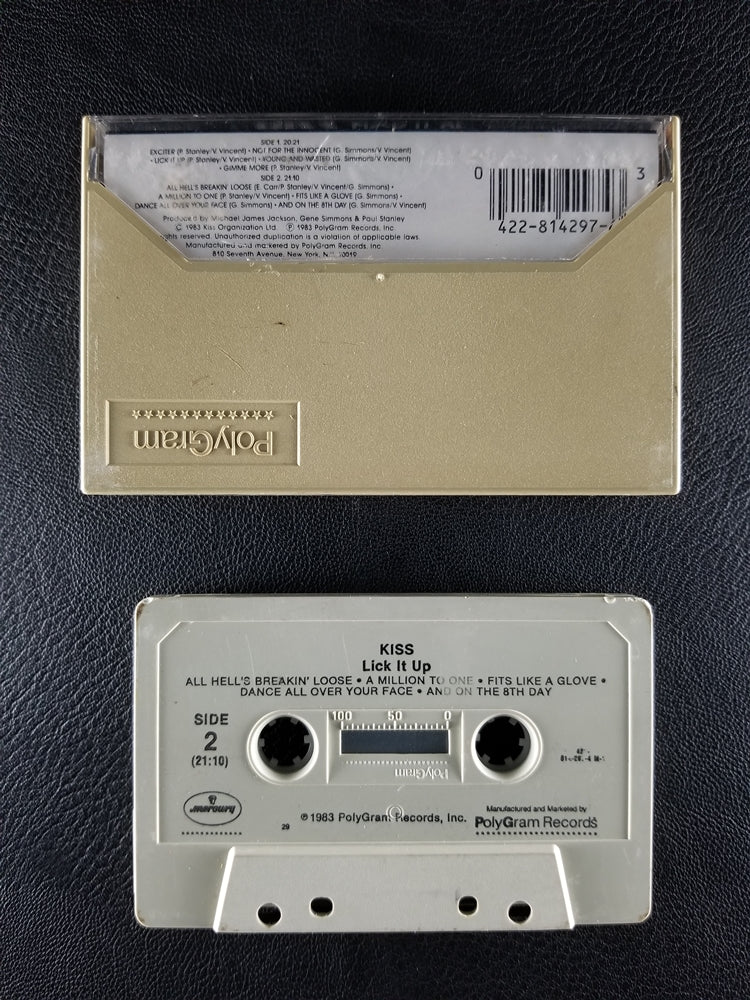 SIDE 1. 20:21
EXCITER (P. Stanley/V. Vincent) • NOT FOR THE INNOCENT (G. Simmons/V. Vincent)
• LICK IT UP (P. Stanley/V. Vincent) • YOUNG AND WASTED (G. Simmons/V. Vincent)
• GIMME MORE (P. Stanley/V. Vincent)
SIDE 2. 21:10
ALL HELL'S BREAKIN' LOOSE (E. Carr/P. Stanley/V. Vincent/G. Simmons) •
A MILLION TO ONE (P. Stanley/V. Vincent) • FITS LIKE A GLOVE (G. Simmons) •
DANCE ALL OVER YOUR FACE (G. Simmons) • AND ON THE 8TH DAY (G. Simmons/V. Vincent)
Produced by Michael James Jackson, Gene Simmons & Paul Stanley
© 1983 Kiss Organization Ltd. ℗ 1983 PolyGram Records, Inc.
rights reserved. Unauthorized duplication is a violation of applicable laws.
Manufactured and marketed by PolyGram Records, Inc.
810 Seventh Avenue, New York, N.Y. 10019
0 3
422-814297-
PolyGram
KISS
Lick It Up
ALL HELL'S BREAKIN' LOOSE • A MILLION TO ONE • FITS LIKE A GLOVE •
DANCE ALL OVER YOUR FACE • AND ON THE 8TH DAY
SIDE
2
(21:10)
100 50 0
PolyGram
mercury
29
℗ 1983 PolyGram Records, Inc.
Manufactured and Marketed by
PolyGram Records